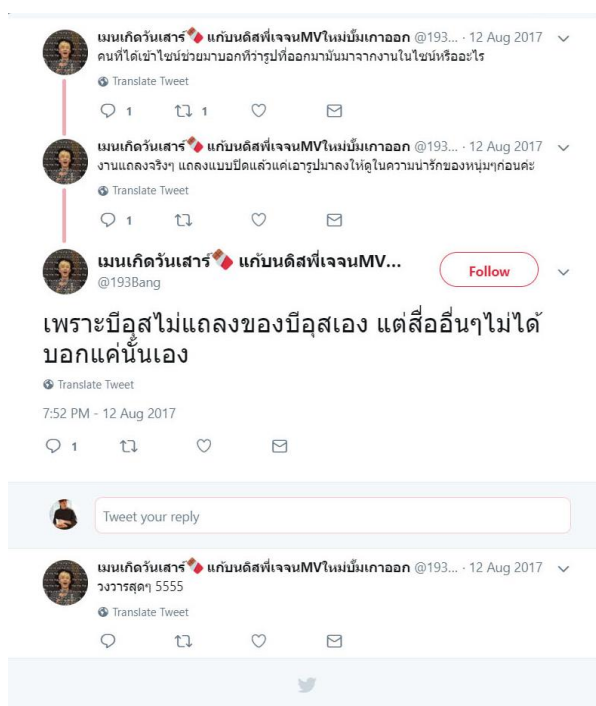 เมนเกิดวันเสาร์🍫 แก๊บนดิสพี่เจจนMVใหม่บั๊มเกาออก @193... · 12 Aug 2017
คนที่ได้เข้าไซน์ช่วยมาบอกทีว่ารูปที่ออกมามันมาจากงานในไซน์หรืออะไร
Translate Tweet
1 1
เมนเกิดวันเสาร์🍫 แก๊บนดิสพี่เจจนMVใหม่บั๊มเกาออก @193... · 12 Aug 2017
งานแถลงจริงๆ แถลงแบบปิดแล้วแค่เอารูปมาลงให้ดูในความน่ารักของหนุ่มๆก่อนค่ะ
Translate Tweet
1
เมนเกิดวันเสาร์🍫 แก๊บนดิสพี่เจจนMV...
@193Bang
Follow
เพราะบีอุสไม่แถลงของบีอุสเอง แต่สื่ออื่นๆไม่ได้
บอกแค่นั้นเอง
Translate Tweet
7:52 PM - 12 Aug 2017
1
Tweet your reply
เมนเกิดวันเสาร์🍫 แก๊บนดิสพี่เจจนMVใหม่บั๊มเกาออก @193... · 12 Aug 2017
วงวารสุดๆ 5555
Translate Tweet